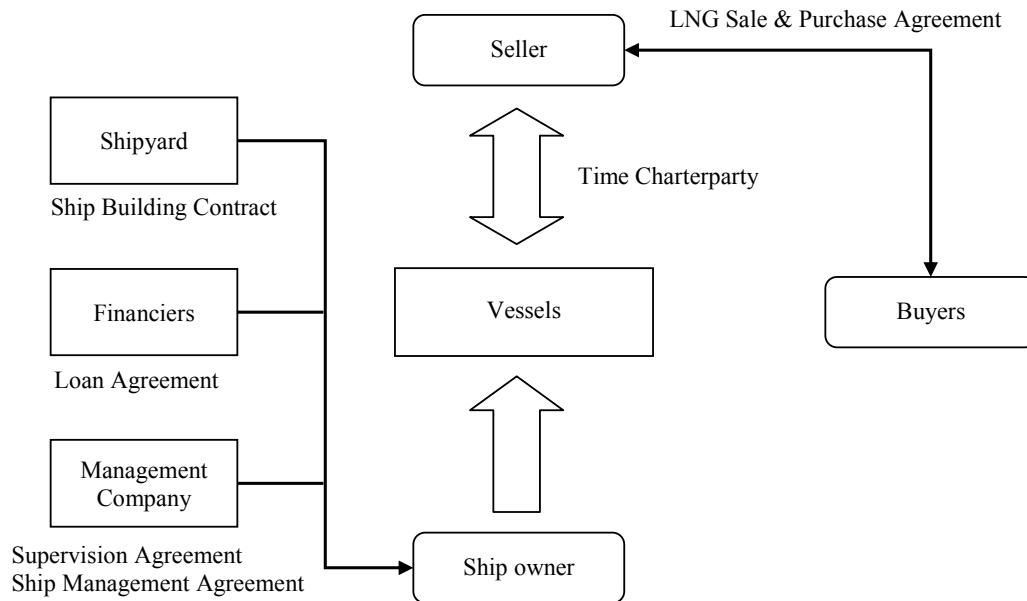 LNG Sale & Purchase Agreement
Seller
Shipyard
Ship Building Contract
Time Charterparty
Financiers
Loan Agreement
Vessels
Buyers
Management
Company
Supervision Agreement
Ship Management Agreement
Ship owner